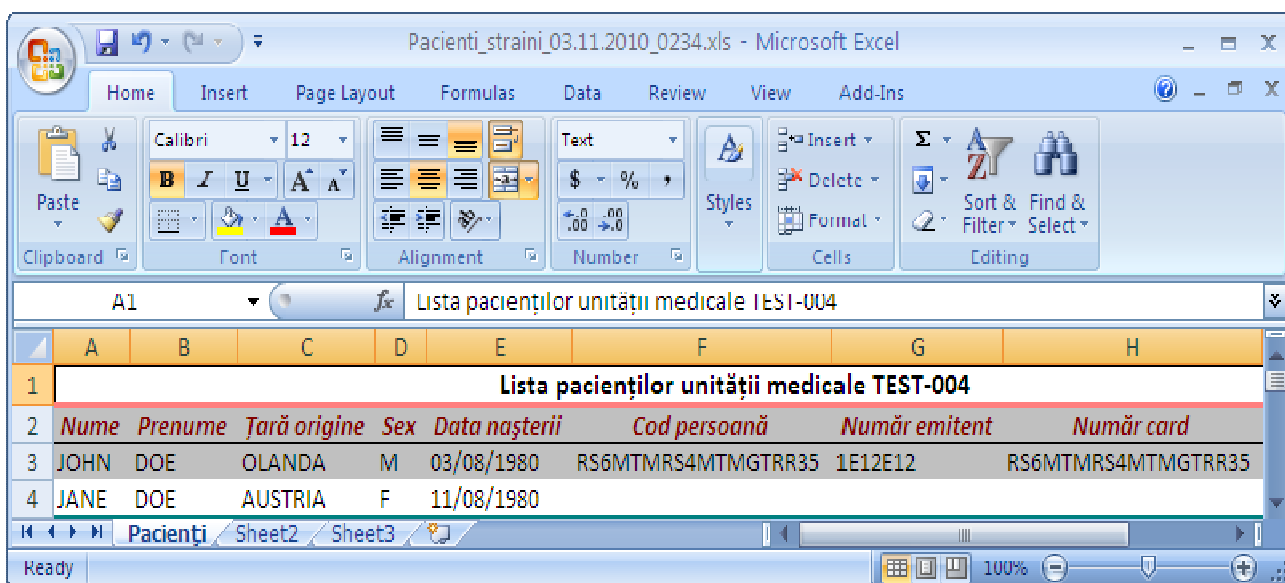 Pacienti_straini_03.11.2010_0234.xls - Microsoft Excel
Home Insert Page Layout Formulas Data Review View Add-Ins
Calibri 12 Text Insert Σ
Paste B I U A A $ % , Styles Delete Sort & Filter Find & Select
A .00 .00 Format
Clipboard Font Alignment Number Cells Editing
A1 fx Lista pacienților unității medicale TEST-004
A B C D E F G H
1 Lista pacienților unității medicale TEST-004
2 Nume Prenume Țară origine Sex Data nașterii Cod persoană Număr emitent Număr card
3 JOHN DOE OLANDA M 03/08/1980 RS6MTMRS4MTMGTRR35 1E12E12 RS6MTMRS4MTMGTRR35
4 JANE DOE AUSTRIA F 11/08/1980
Pacienți Sheet2 Sheet3
Ready 100%